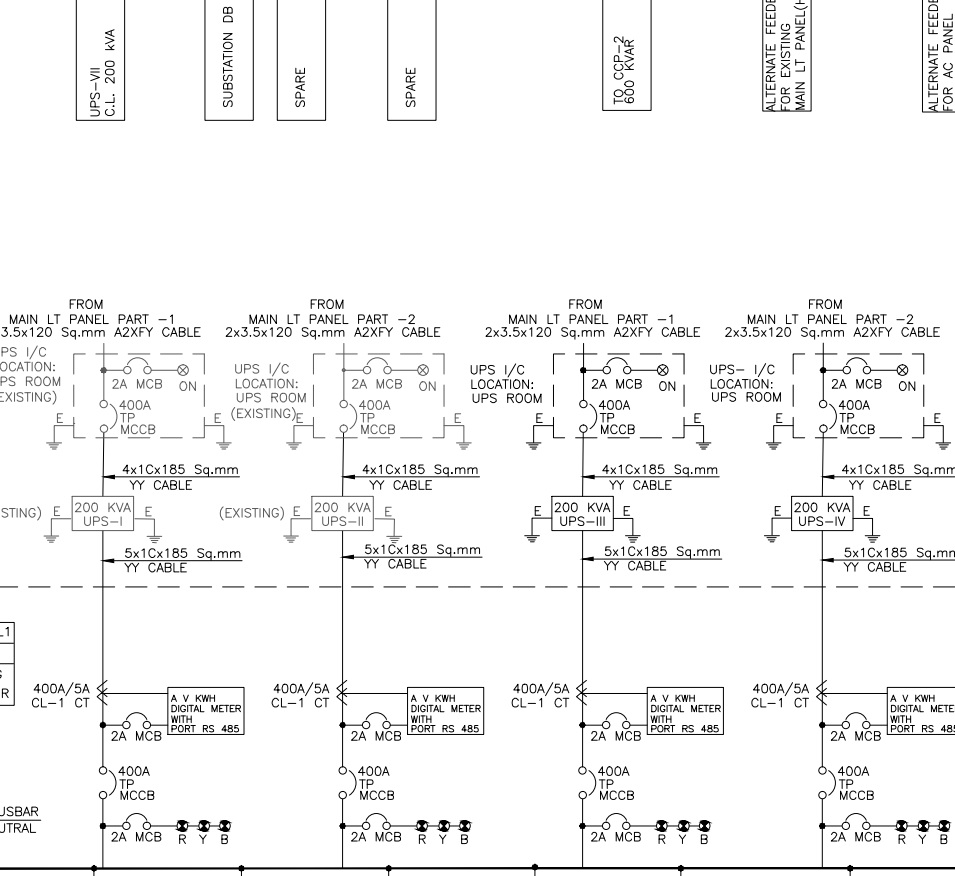 UPS-VII
C.L. 200 kVA
SUBSTATION DB
SPARE
SPARE
TO CCP-2
600 KVAR
ALTERNATE FEEDE
FOR EXISTING
MAIN LT PANEL(H
ALTERNATE FEEDE
FOR AC PANEL
FROM
MAIN LT PANEL PART -1
3.5x120 Sq.mm A2XFY CABLE
FROM
MAIN LT PANEL PART -2
2x3.5x120 Sq.mm A2XFY CABLE
FROM
MAIN LT PANEL PART -1
2x3.5x120 Sq.mm A2XFY CABLE
FROM
MAIN LT PANEL PART -2
2x3.5x120 Sq.mm A2XFY CABLE
PS I/C
OCATION:
PS ROOM
EXISTING)
2A MCB
ON
400A
TP
MCCB
E
E
UPS I/C
LOCATION:
UPS ROOM
(EXISTING)
2A MCB
ON
400A
TP
MCCB
E
E
UPS I/C
LOCATION:
UPS ROOM
2A MCB
ON
400A
TP
MCCB
E
E
UPS- I/C
LOCATION:
UPS ROOM
2A MCB
ON
400A
TP
MCCB
E
E
4x1Cx185 Sq.mm
YY CABLE
4x1Cx185 Sq.mm
YY CABLE
4x1Cx185 Sq.mm
YY CABLE
4x1Cx185 Sq.mm
YY CABLE
STING)
E
200 KVA
UPS-I
E
(EXISTING)
E
200 KVA
UPS-II
E
E
200 KVA
UPS-III
E
E
200 KVA
UPS-IV
E
5x1Cx185 Sq.mm
YY CABLE
5x1Cx185 Sq.mm
YY CABLE
5x1Cx185 Sq.mm
YY CABLE
5x1Cx185 Sq.mm
YY CABLE
L1
R
400A/5A
CL-1 CT
A V KWH
DIGITAL METER
WITH
PORT RS 485
2A MCB
400A/5A
CL-1 CT
A V KWH
DIGITAL METER
WITH
PORT RS 485
2A MCB
400A/5A
CL-1 CT
A V KWH
DIGITAL METER
WITH
PORT RS 485
2A MCB
400A/5A
CL-1 CT
A V KWH
DIGITAL METER
WITH
PORT RS 485
2A MCB
400A
TP
MCCB
400A
TP
MCCB
400A
TP
MCCB
400A
TP
MCCB
USBAR
UTRAL
2A MCB
R Y B
2A MCB
R Y B
2A MCB
R Y B
2A MCB
R Y B